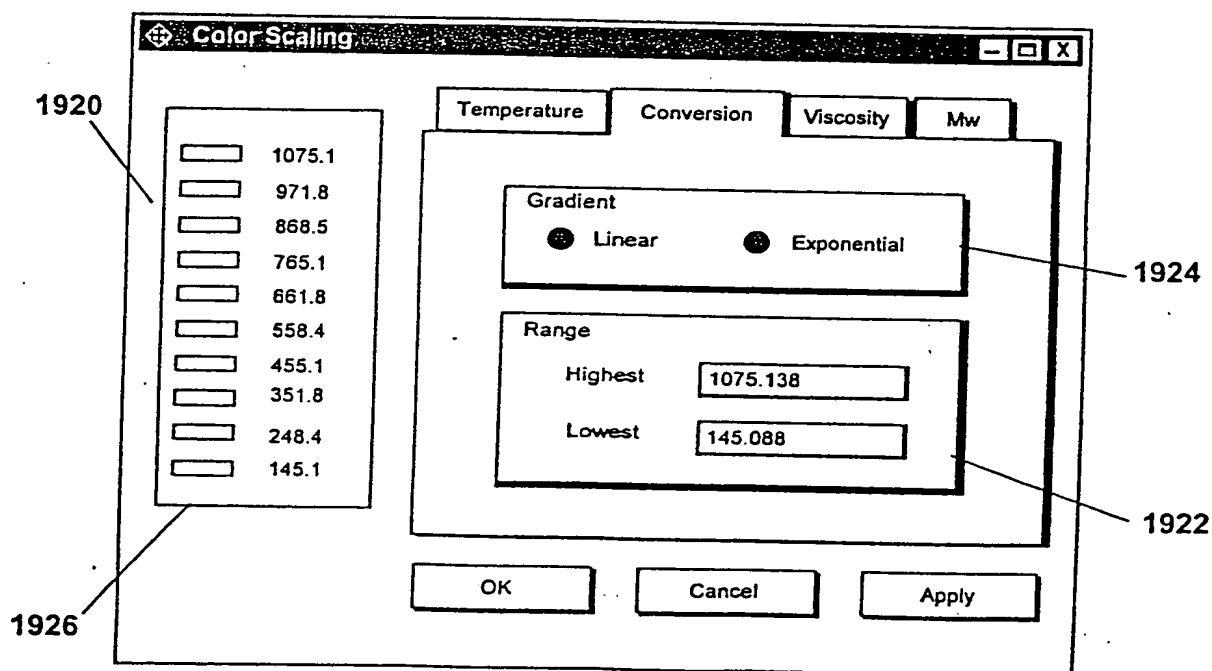 Color Scaling
X
1920
1075.1
971.8
868.5
765.1
661.8
558.4
455.1
351.8
248.4
145.1
1926
Temperature
Conversion
Viscosity
Mw
Gradient
Linear
Exponential
1924
Range
Highest
1075.138
Lowest
145.088
1922
OK
Cancel
Apply